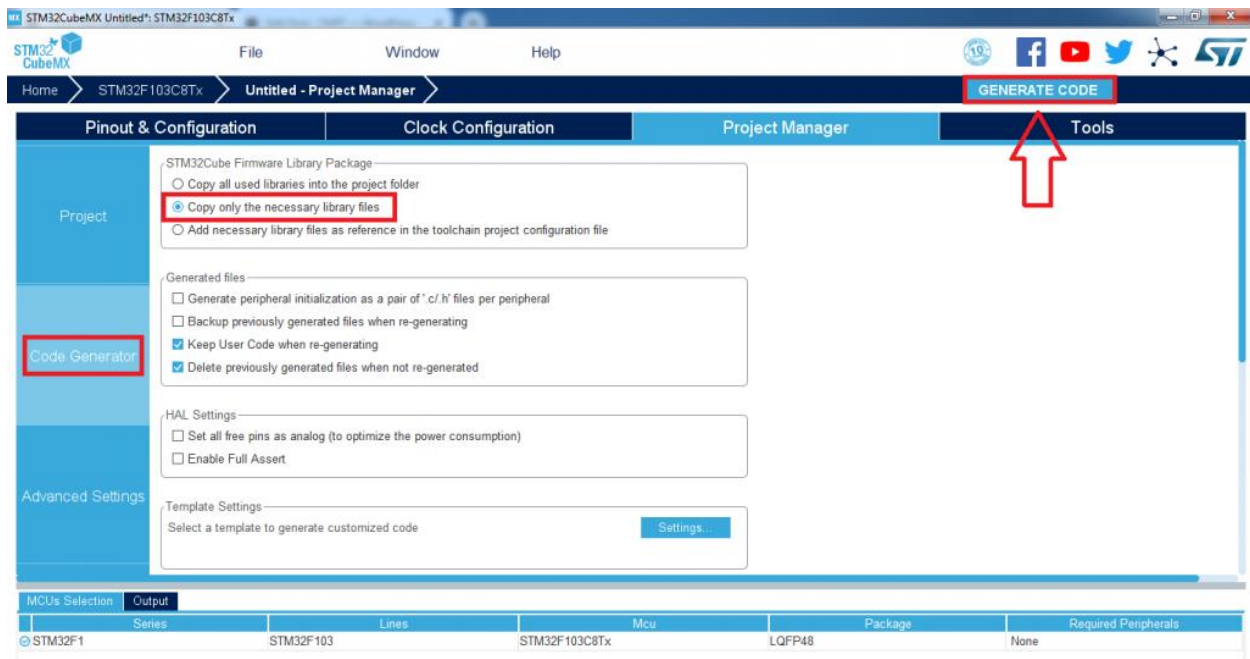 STM32CubeMX Untitled*: STM32F103C8Tx
STM32 CubeMX
File Window Help
10
Home STM32F103C8Tx Untitled - Project Manager GENERATE CODE
Pinout & Configuration Clock Configuration Project Manager Tools
Project
Code Generator
Advanced Settings
STM32Cube Firmware Library Package
Copy all used libraries into the project folder
Copy only the necessary library files
Add necessary library files as reference in the toolchain project configuration file
Generated files
Generate peripheral initialization as a pair of '.c/.h' files per peripheral
Backup previously generated files when re-generating
Keep User Code when re-generating
Delete previously generated files when not re-generated
HAL Settings
Set all free pins as analog (to optimize the power consumption)
Enable Full Assert
Template Settings
Select a template to generate customized code Settings...
MCUs Selection Output
Series Lines Mcu Package Required Peripherals
STM32F1 STM32F103 STM32F103C8Tx LQFP48 None